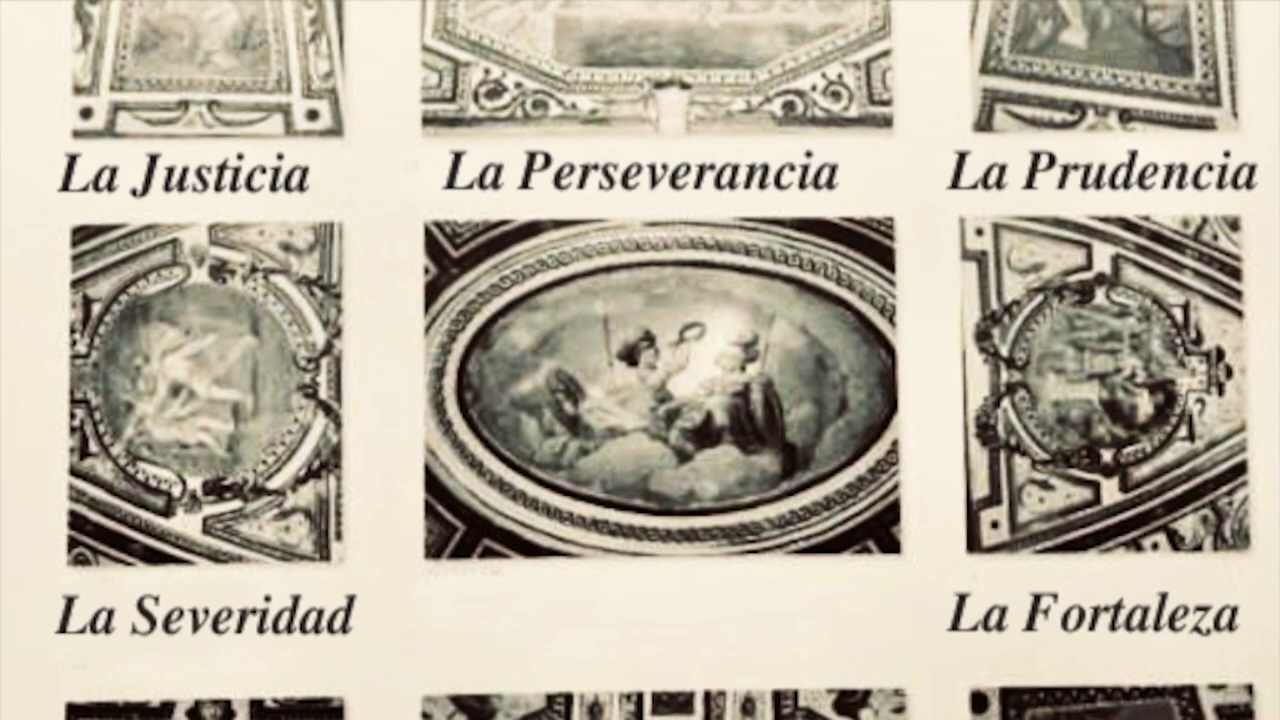 La Justicia
La Perseverancia
La Prudencia
La Severidad
La Fortaleza